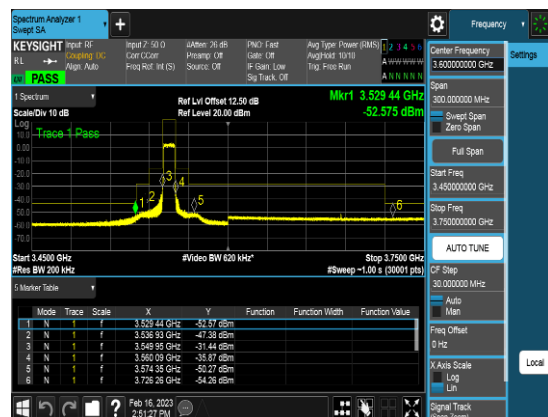 Spectrum Analyzer 1
Swept SA
+
Frequency
KEYSIGHT Input: RF Input Z: 50 Ω #Atten: 26 dB PNO: Fast Avg Type: Power (RMS) 1 2 3 4 5 6
RL Coupling: DC Corr CCorr Preamp: Off Gate: Off Avg|Hold: 10/10 A W W W W W
Align: Auto Freq Ref: Int (S) Source: Off IF Gain: Low Trig: Free Run
Sig Track: Off A N N N N N
PASS
1 Spectrum
Scale/Div 10 dB
Ref Lvl Offset 12.50 dB
Ref Level 20.00 dBm
Mkr1 3.529 44 GHz
-52.575 dBm
Log
Trace 1 Pass
10.0
0.00
-10.0
-20.0
-30.0
-40.0
-50.0
-60.0
-70.0
1
2
3
4
5
6
Start 3.4500 GHz
#Res BW 200 kHz
#Video BW 620 kHz*
Stop 3.7500 GHz
#Sweep ~1.00 s (30001 pts)
5 Marker Table
Mode Trace Scale X Y Function Function Width Function Value
1 N 1 f 3.529 44 GHz -52.57 dBm
2 N 1 f 3.536 93 GHz -47.38 dBm
3 N 1 f 3.549 95 GHz -31.44 dBm
4 N 1 f 3.560 09 GHz -35.87 dBm
5 N 1 f 3.574 35 GHz -50.27 dBm
6 N 1 f 3.726 26 GHz -54.26 dBm
Feb 16, 2023
2:51:27 PM
?
Center Frequency
3.600000000 GHz
Settings
Span
300.000000 MHz
Swept Span
Zero Span
Full Span
Start Freq
3.450000000 GHz
Stop Freq
3.750000000 GHz
AUTO TUNE
CF Step
30.000000 MHz
Auto
Man
Freq Offset
0 Hz
X Axis Scale
Log
Lin
Local
Signal Track
(Span Zoom)